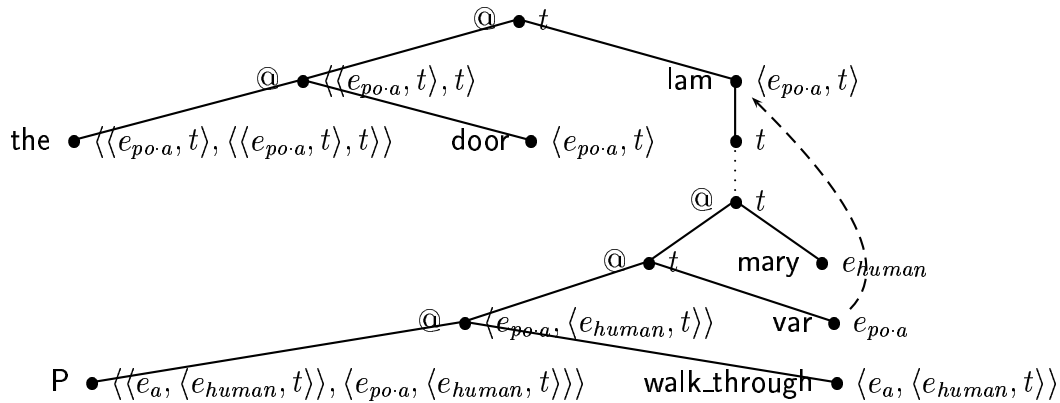 @ t
@ ⟨⟨e_{po·a}, t⟩, t⟩ lam ⟨e_{po·a}, t⟩
the ⟨⟨e_{po·a}, t⟩, ⟨⟨e_{po·a}, t⟩, t⟩⟩ door ⟨e_{po·a}, t⟩ t
@ t
@ t mary e_{human}
@ ⟨e_{po·a}, ⟨e_{human}, t⟩⟩ var e_{po·a}
P ⟨⟨e_a, ⟨e_{human}, t⟩⟩, ⟨e_{po·a}, ⟨e_{human}, t⟩⟩⟩ walk_through ⟨e_a, ⟨e_{human}, t⟩⟩